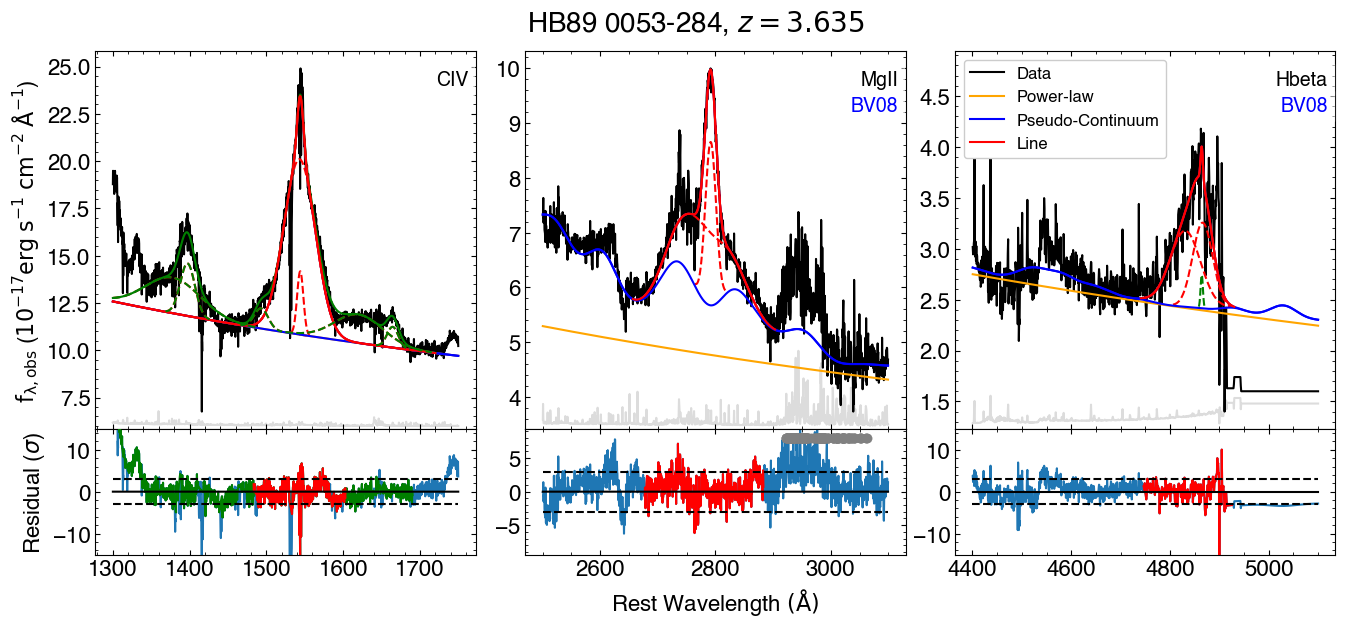 HB89 0053-284, z = 3.635
f_λ,obs (10⁻¹⁷erg s⁻¹ cm⁻² Å⁻¹)
25.0
22.5
20.0
17.5
15.0
12.5
10.0
7.5
CIV
10
9
8
7
6
5
4
MgII
BV08
4.5
4.0
3.5
3.0
2.5
2.0
1.5
Data
Power-law
Pseudo-Continuum
Line
Hbeta
BV08
Residual (σ)
10
0
−10
1300 1400 1500 1600 1700
5
0
−5
2600 2800 3000
10
0
−10
4400 4600 4800 5000
Rest Wavelength (Å)